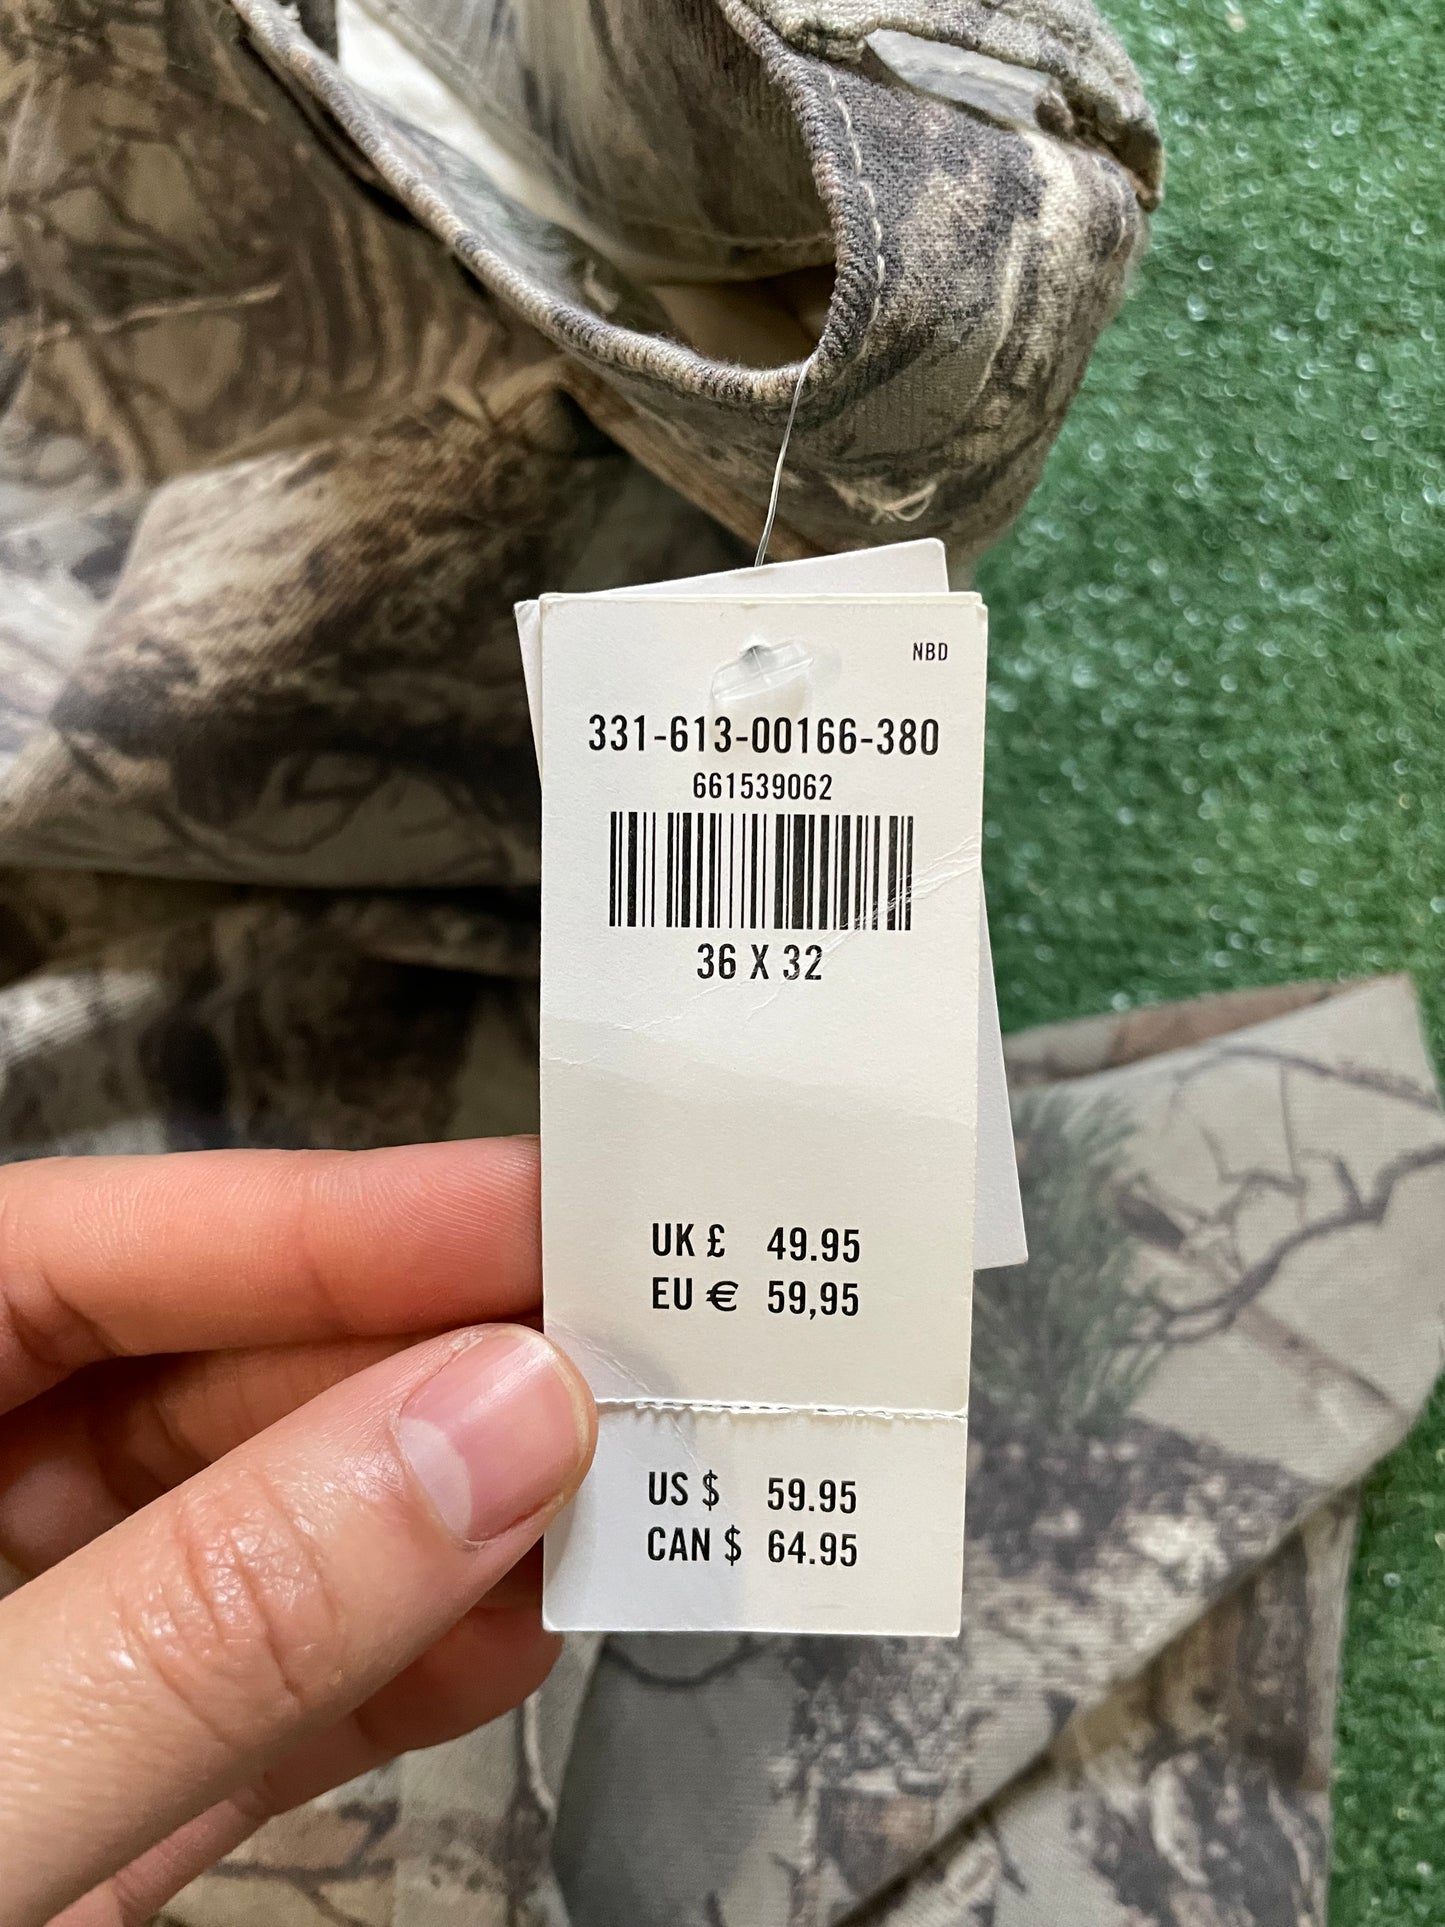 NBD
331-613-00166-380
661539062
36 X 32
UK £ 49.95
EU € 59,95
US $ 59.95
CAN $ 64.95